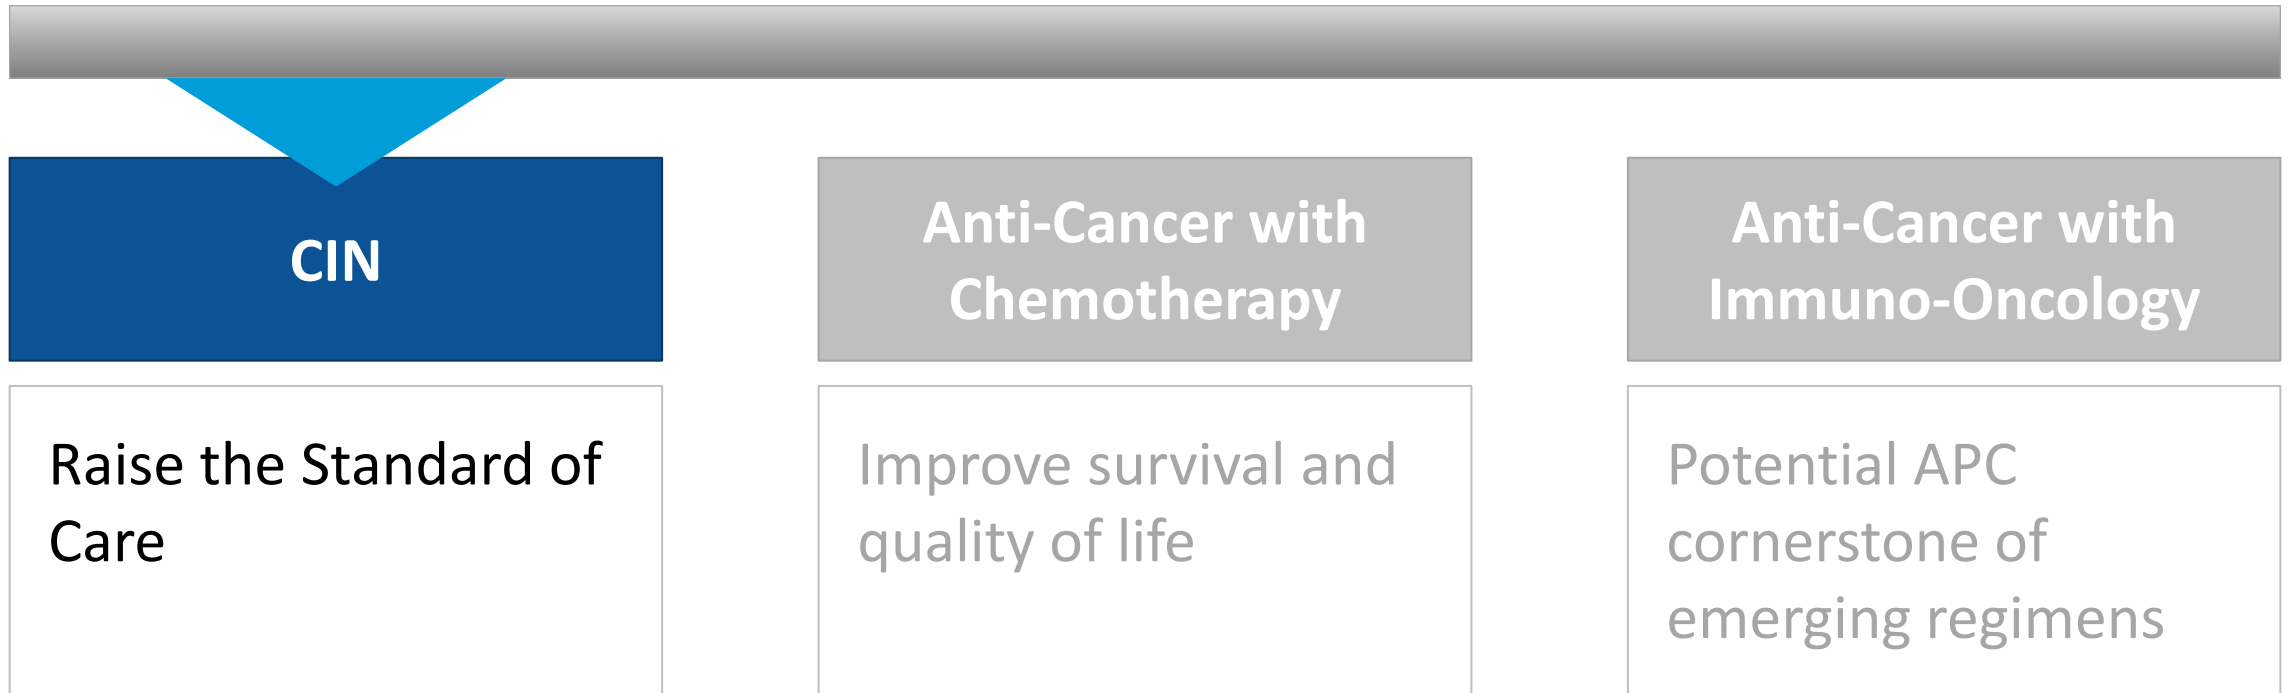 CIN
Raise the Standard of
Care
Anti-Cancer with
Chemotherapy
Improve survival and
quality of life
Anti-Cancer with
Immuno-Oncology
Potential APC
cornerstone of
emerging regimens